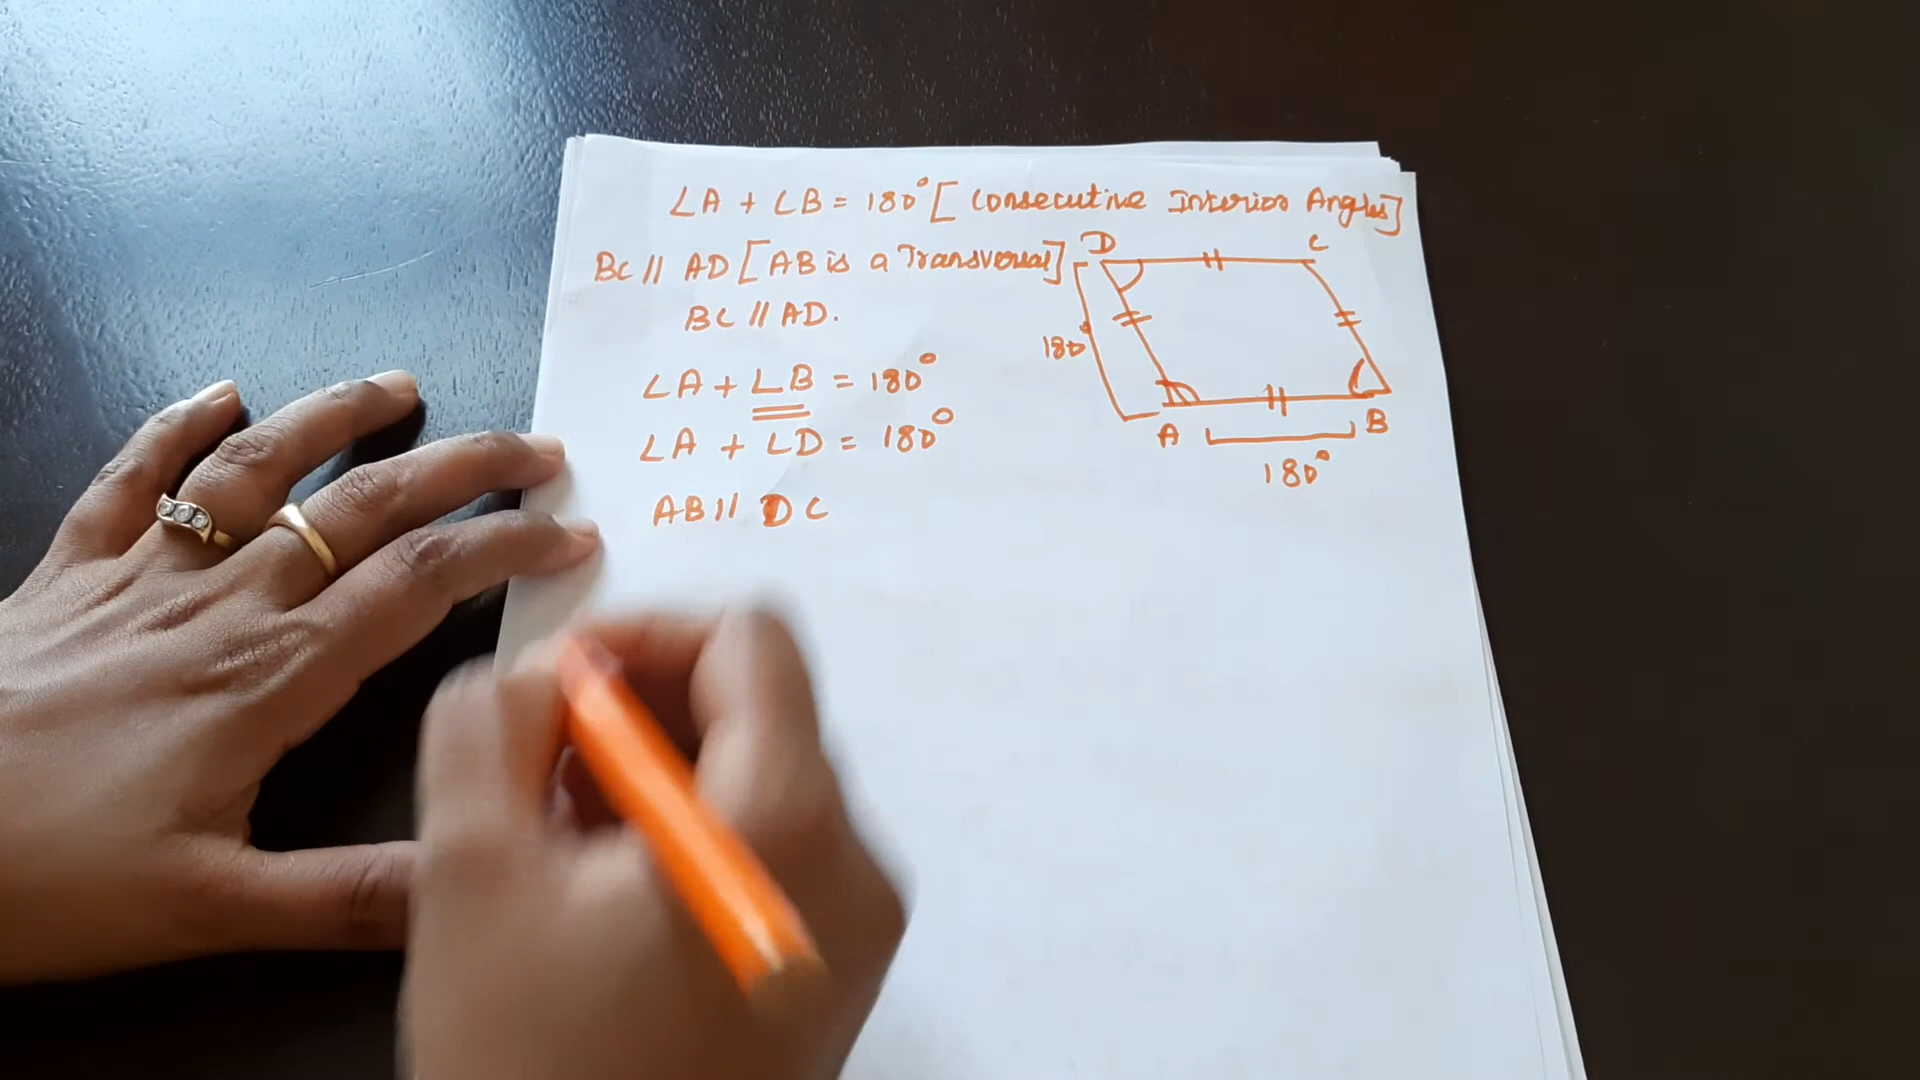 ∠A + ∠B = 180° [Consecutive Interior Angles]
BC // AD [AB is a Transversal]
BC // AD.
∠A + ∠B = 180°
∠A + ∠D = 180°
AB // DC
D
C
180°
A
B
180°